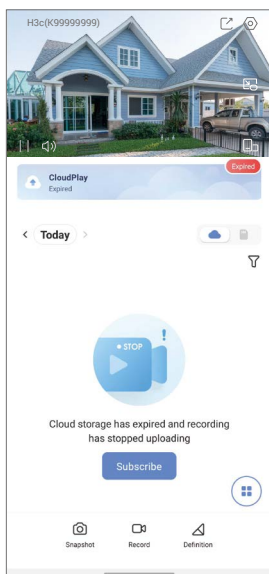 H3c(K99999999)
Expired
CloudPlay
Expired
Today
STOP
!
Cloud storage has expired and recording
has stopped uploading
Subscribe
Snapshot
Record
Definition